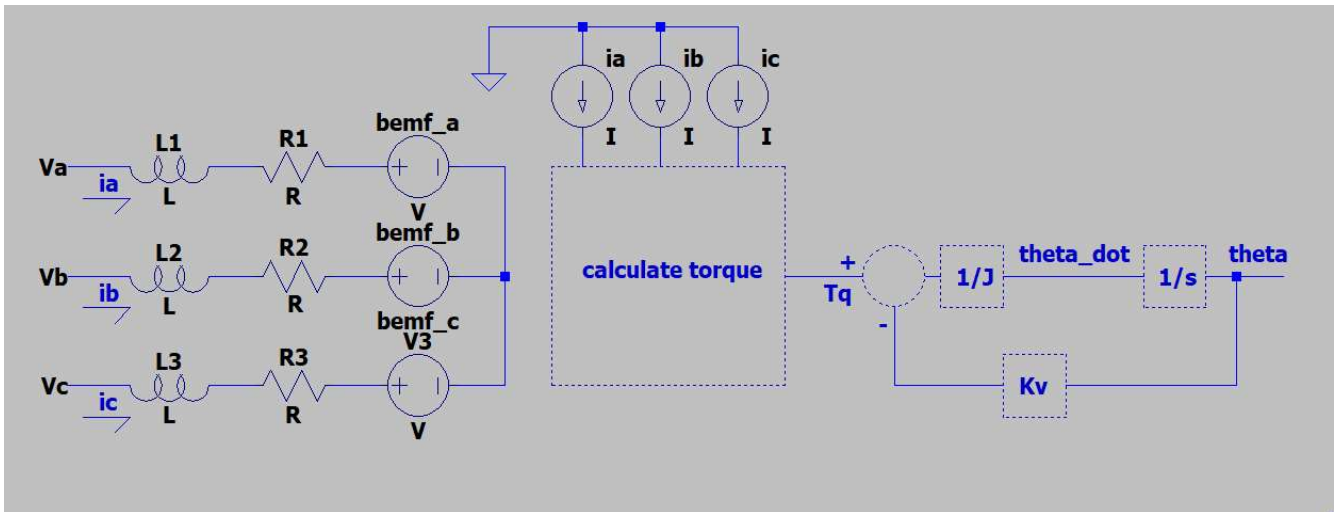 ia ib ic
I I I
bemf_a
L1 R1
Va + -
ia L R V
bemf_b
L2 R2
Vb + -
ib L R
bemf_c
V3
L3 R3
Vc + -
ic L R V
calculate torque
+
Tq
-
1/J
theta_dot
1/s
theta
Kv